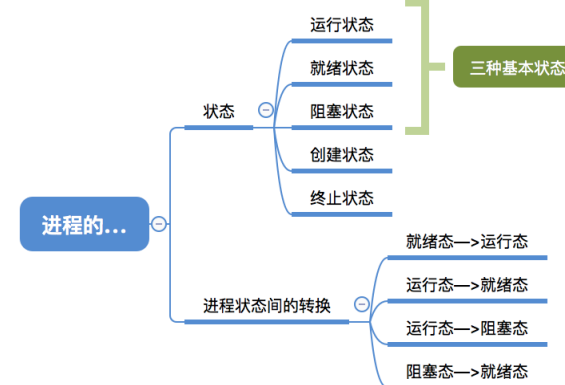 运行状态
就绪状态
三种基本状态
状态
阻塞状态
创建状态
终止状态
进程的...
就绪态—>运行态
运行态—>就绪态
进程状态间的转换
运行态—>阻塞态
阻塞态—>就绪态